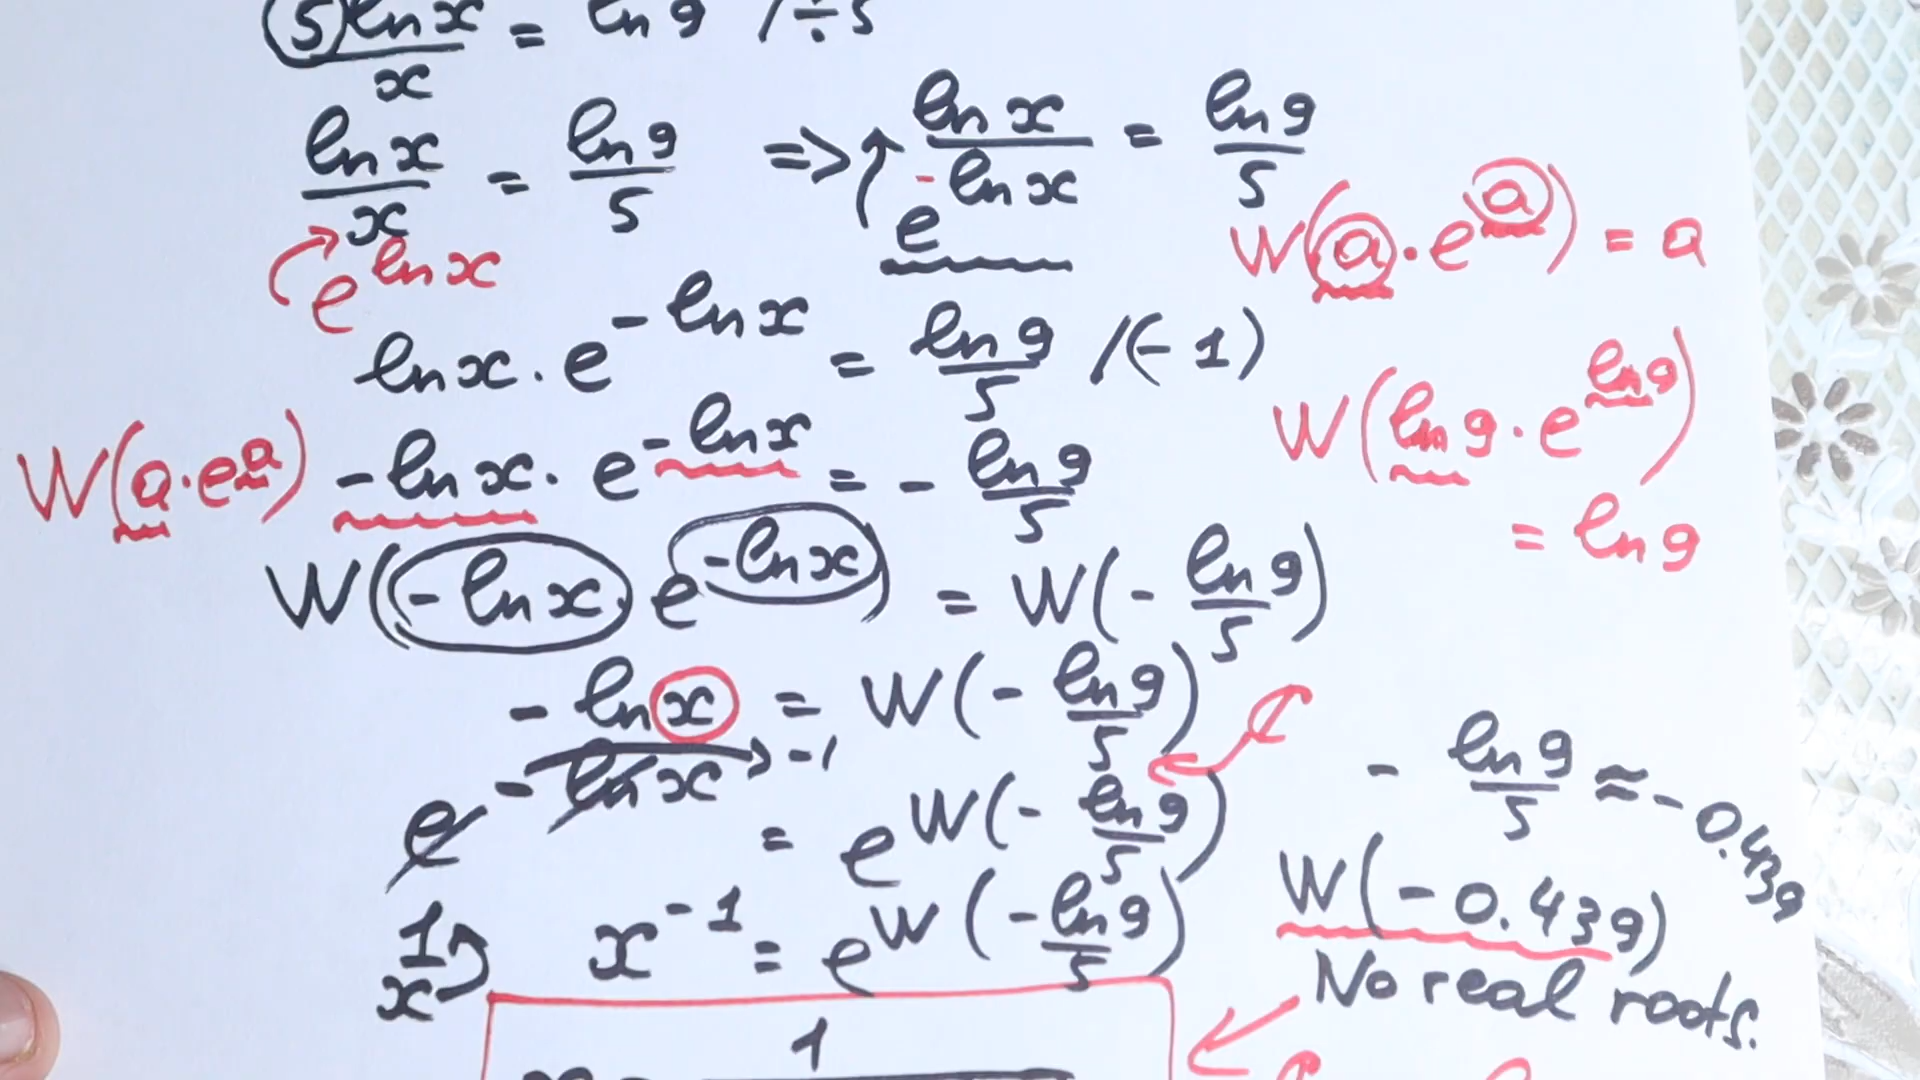 5 ln x / x = ln 9 /÷5
ln x / x = ln 9 / 5 => ln x / e^-ln x = ln 9 / 5
e^ln x
W(a·e^a) = a
ln x · e^-ln x = ln 9 / 5 /(-1)
W(ln 9 · e^ln 9)
= ln 9
W(a·e^a) -ln x · e^-ln x = - ln 9 / 5
W(-ln x) e^-ln x) = W(- ln 9 / 5)
-ln x = W(- ln 9 / 5)
ℂ
→ -1
e^-ln x = e^W(- ln 9 / 5)
- ln 9 / 5 ≈ -0.439
W(-0.439)
1/x x^-1 = e^W(-ln 9 / 5)
No real roots.
1